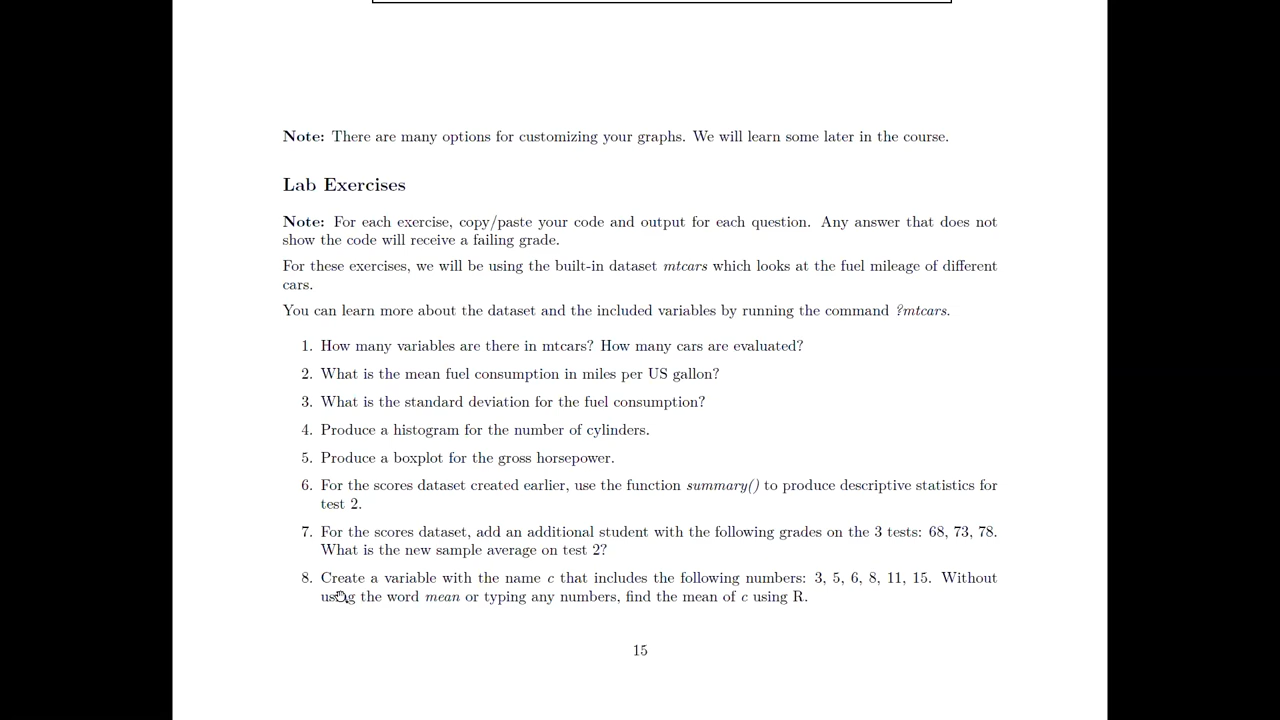 Note: There are many options for customizing your graphs. We will learn some later in the course.
Lab Exercises
Note: For each exercise, copy/paste your code and output for each question. Any answer that does not
show the code will receive a failing grade.
For these exercises, we will be using the built-in dataset mtcars which looks at the fuel mileage of different
cars.
You can learn more about the dataset and the included variables by running the command ?mtcars.
1. How many variables are there in mtcars? How many cars are evaluated?
2. What is the mean fuel consumption in miles per US gallon?
3. What is the standard deviation for the fuel consumption?
4. Produce a histogram for the number of cylinders.
5. Produce a boxplot for the gross horsepower.
6. For the scores dataset created earlier, use the function summary() to produce descriptive statistics for
test 2.
7. For the scores dataset, add an additional student with the following grades on the 3 tests: 68, 73, 78.
What is the new sample average on test 2?
8. Create a variable with the name c that includes the following numbers: 3, 5, 6, 8, 11, 15. Without
using the word mean or typing any numbers, find the mean of c using R.
15